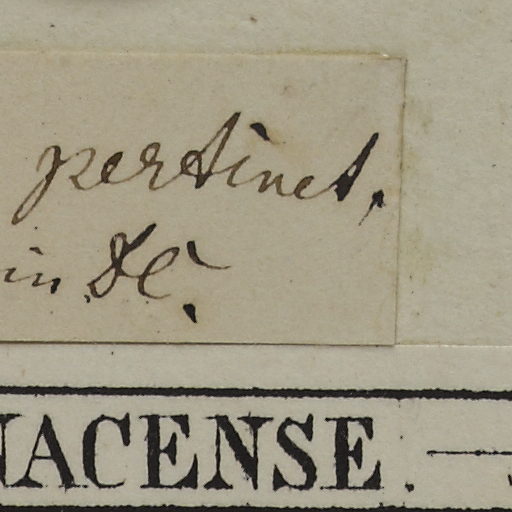 pertinet.
in DC.
NACENSE. —